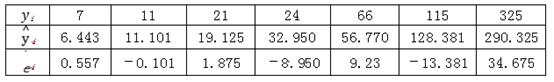 yi 7 11 21 24 66 115 325
ŷi 6.443 11.101 19.125 32.950 56.770 128.381 290.325
êi 0.557 −0.101 1.875 −8.950 9.23 −13.381 34.675